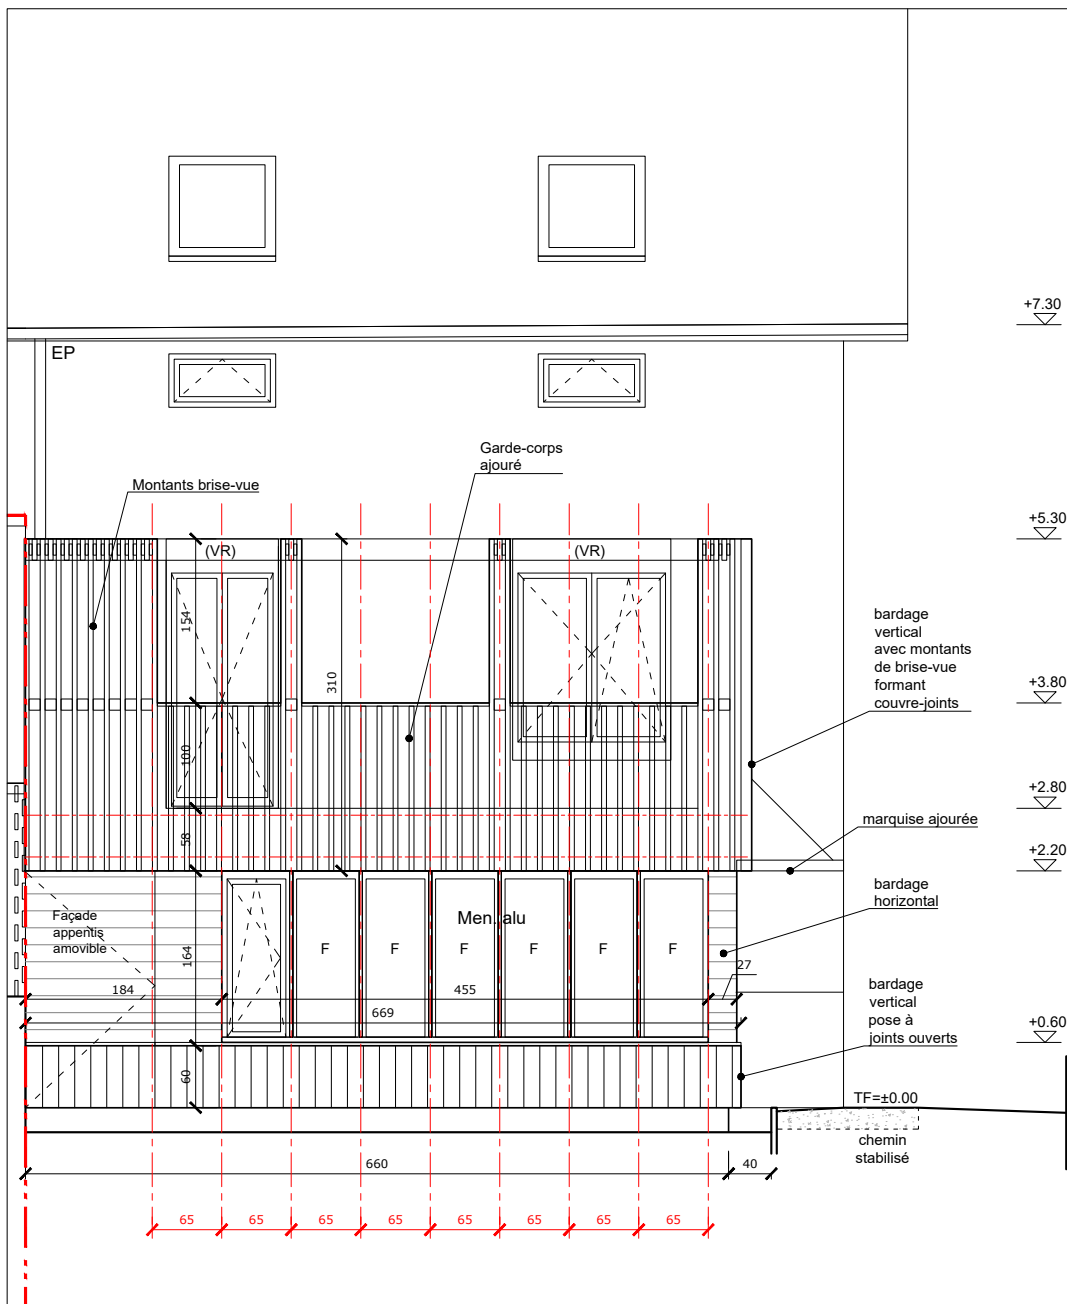 +7.30
EP
Garde-corps
ajouré
Montants brise-vue
+5.30
(VR)
(VR)
154
310
bardage
vertical
avec montants
de brise-vue
formant
couvre-joints
+3.80
100
+2.80
marquise ajourée
58
+2.20
bardage
horizontal
Façade
appentis
amovible
Men. alu
164
F
F
F
F
F
F
27
184
455
bardage
vertical
pose à
joints ouverts
669
+0.60
60
TF=±0.00
chemin
stabilisé
660
40
65
65
65
65
65
65
65
65